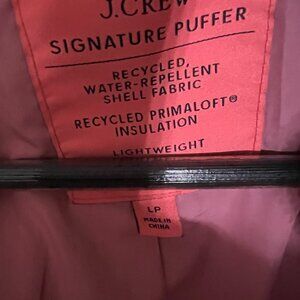 J.CREW
SIGNATURE PUFFER
RECYCLED,
WATER-REPELLENT
SHELL FABRIC
RECYCLED PRIMALOFT®
INSULATION
LIGHTWEIGHT
LP
MADE IN
CHINA